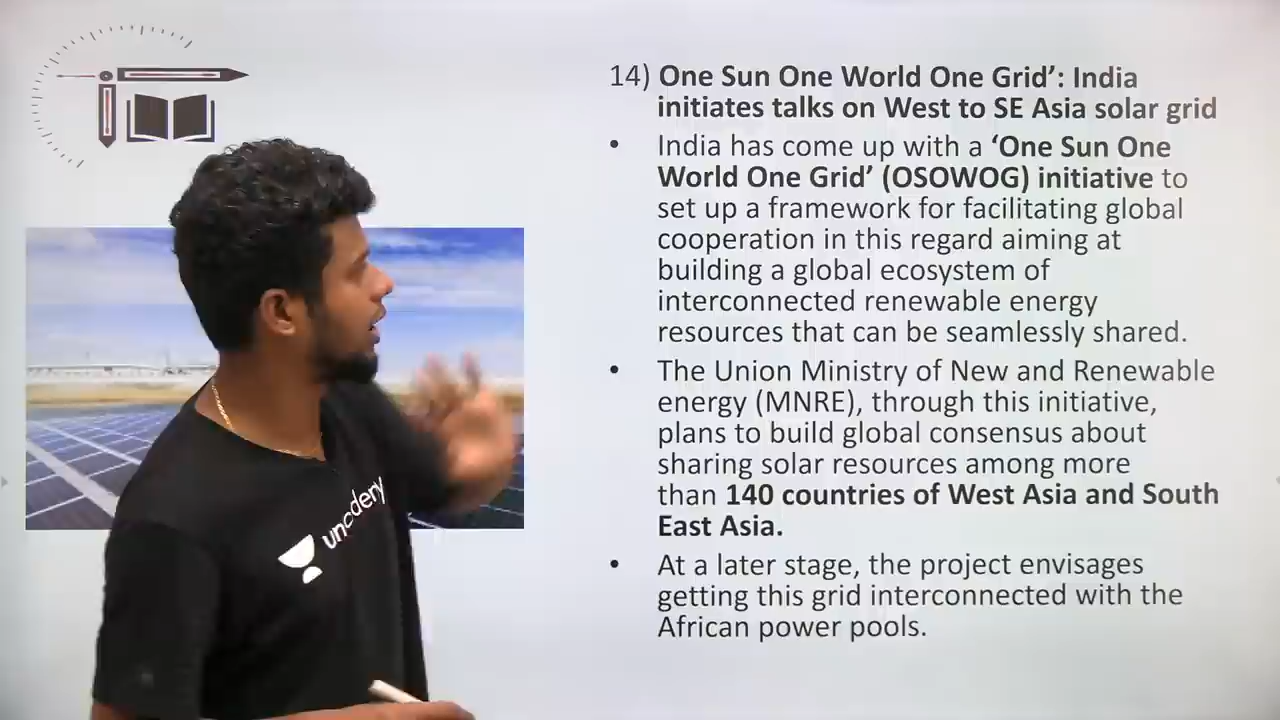 14) One Sun One World One Grid’: India
initiates talks on West to SE Asia solar grid
• India has come up with a ‘One Sun One
World One Grid’ (OSOWOG) initiative to
set up a framework for facilitating global
cooperation in this regard aiming at
building a global ecosystem of
interconnected renewable energy
resources that can be seamlessly shared.
• The Union Ministry of New and Renewable
energy (MNRE), through this initiative,
plans to build global consensus about
sharing solar resources among more
than 140 countries of West Asia and South
East Asia.
• At a later stage, the project envisages
getting this grid interconnected with the
African power pools.
unacademy